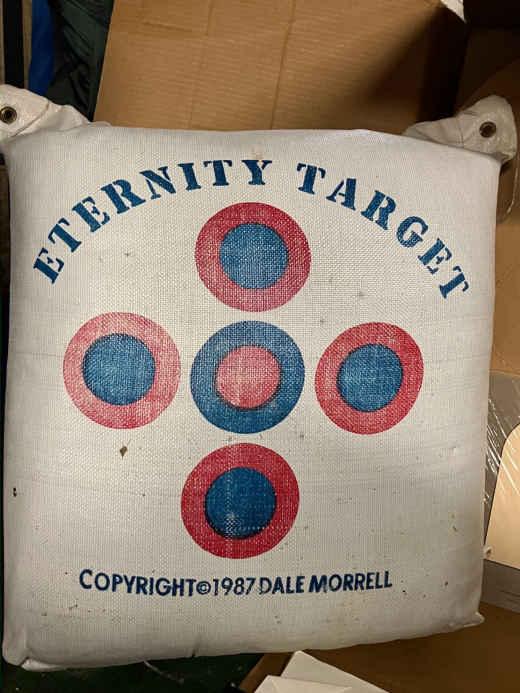 ETERNITY TARGET
COPYRIGHT©1987 DALE MORRELL